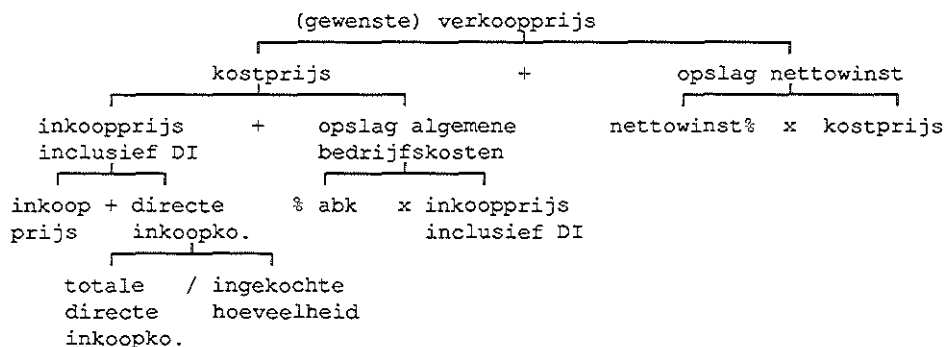 (gewenste) verkoopprijs
kostprijs + opslag nettowinst
inkoopprijs + opslag algemene nettowinst% x kostprijs
inclusief DI bedrijfskosten
inkoop + directe % abk x inkoopprijs
prijs inkoopko. inclusief DI
totale / ingekochte
directe hoeveelheid
inkoopko.